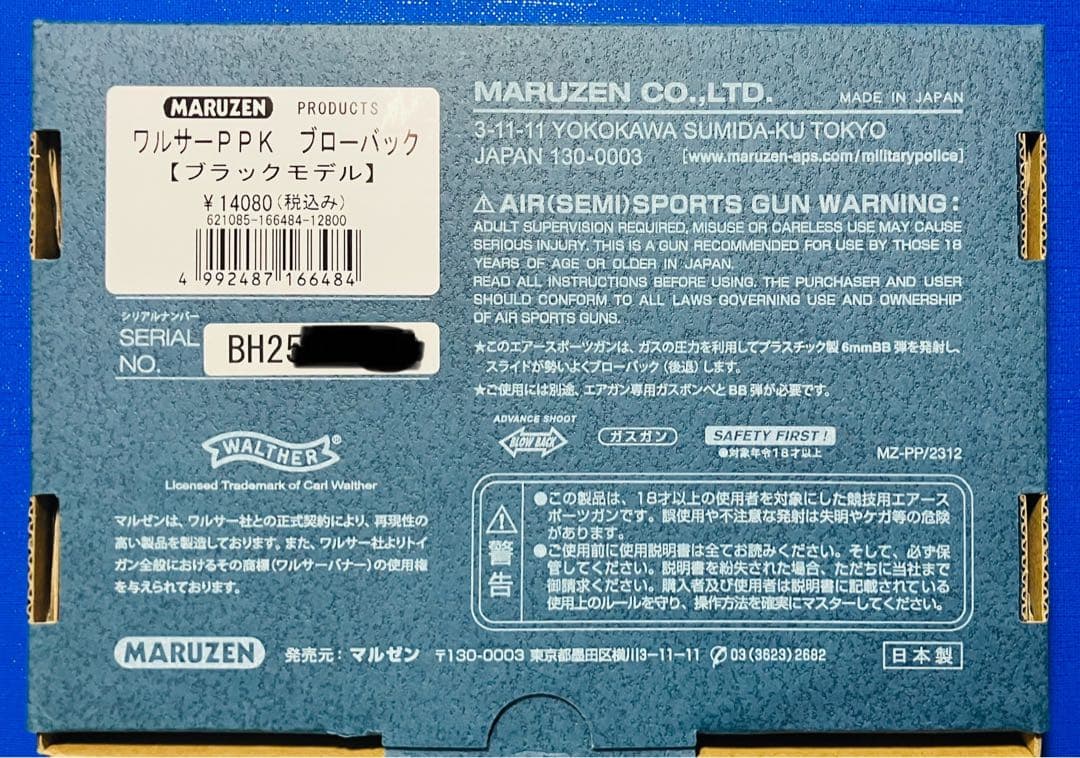 MARUZEN PRODUCTS
ワルサーPPK ブローバック
【ブラックモデル】
￥14080(税込み)
621085-166484-12800
4 992487 166484
シリアルナンバー
SERIAL
NO.
BH25
WALTHER®
Licensed Trademark of Carl Walther
マルゼンは、ワルサー社との正式契約により、再現性の
高い製品を製造しております。また、ワルサー社よりトイ
ガン全般におけるその商標(ワルサーバナー)の使用権
を与えられております。
MARUZEN CO.,LTD. MADE IN JAPAN
3-11-11 YOKOKAWA SUMIDA-KU TOKYO
JAPAN 130-0003 [www.maruzen-aps.com/militarypolice]
⚠AIR(SEMI)SPORTS GUN WARNING:
ADULT SUPERVISION REQUIRED. MISUSE OR CARELESS USE MAY CAUSE
SERIOUS INJURY. THIS IS A GUN RECOMMENDED FOR USE BY THOSE 18
YEARS OF AGE OR OLDER IN JAPAN.
READ ALL INSTRUCTIONS BEFORE USING. THE PURCHASER AND USER
SHOULD CONFORM TO ALL LAWS GOVERNING USE AND OWNERSHIP
OF AIR SPORTS GUNS.
★このエアースポーツガンは、ガスの圧力を利用してプラスチック製6mmBB弾を発射し、
スライドが勢いよくブローバック(後退)します。
★ご使用には別途、エアガン専用ガスボンベとBB弾が必要です。
ADVANCE SHOOT
BLOW BACK
ガスガン
SAFETY FIRST!
●対象年令18才以上
MZ-PP/2312
警告
●この製品は、18才以上の使用者を対象にした競技用エアース
ポーツガンです。誤使用や不注意な発射は失明やケガ等の危険
があります。
●ご使用前に使用説明書は全てお読みください。そして、必ず保
管してください。説明書を紛失された場合、ただちに当社まで
御請求ください。購入者及び使用者は説明書に記載されている
使用上のルールを守り、操作方法を確実にマスターしてください。
MARUZEN 発売元：マルゼン 〒130-0003 東京都墨田区横川3-11-11 ✆03(3623)2682
日本製